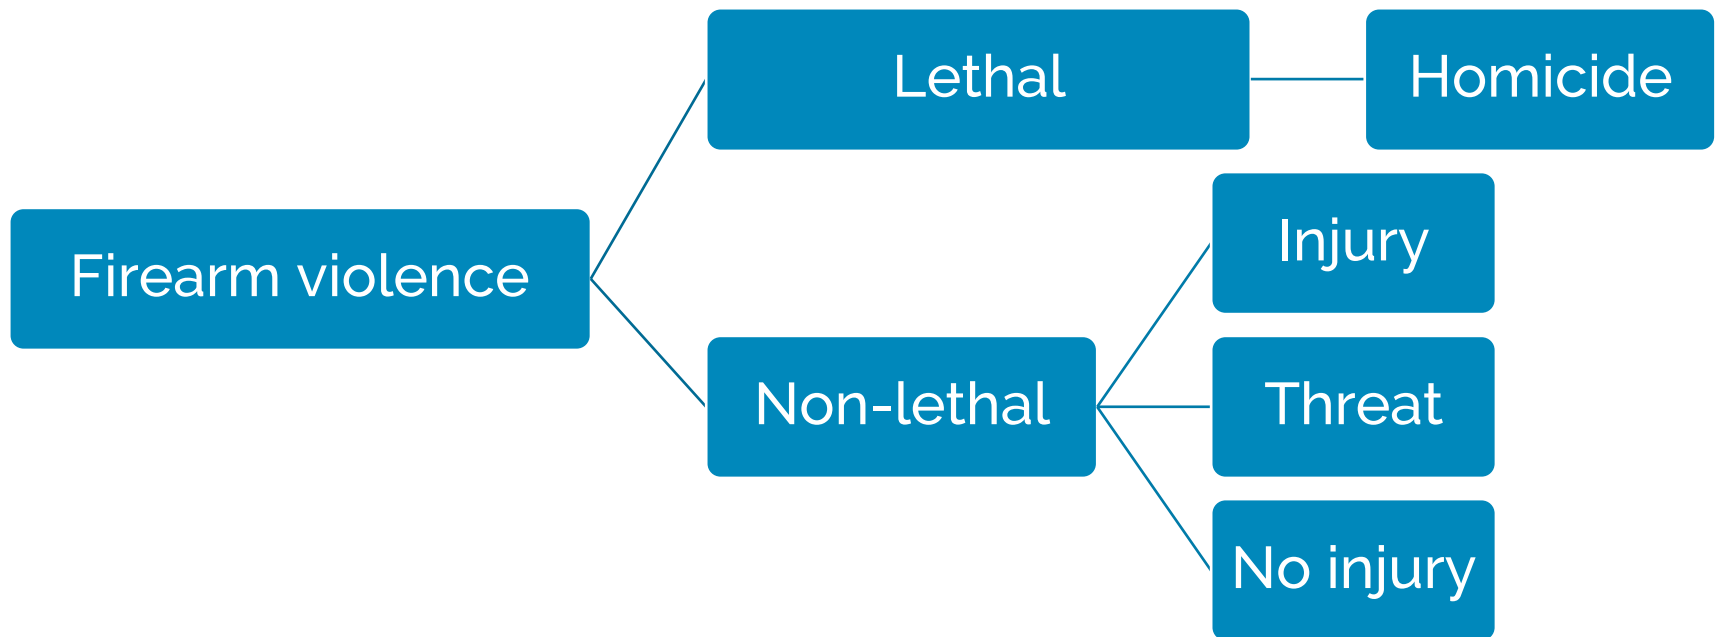 Firearm violence
Lethal
Homicide
Non-lethal
Injury
Threat
No injury